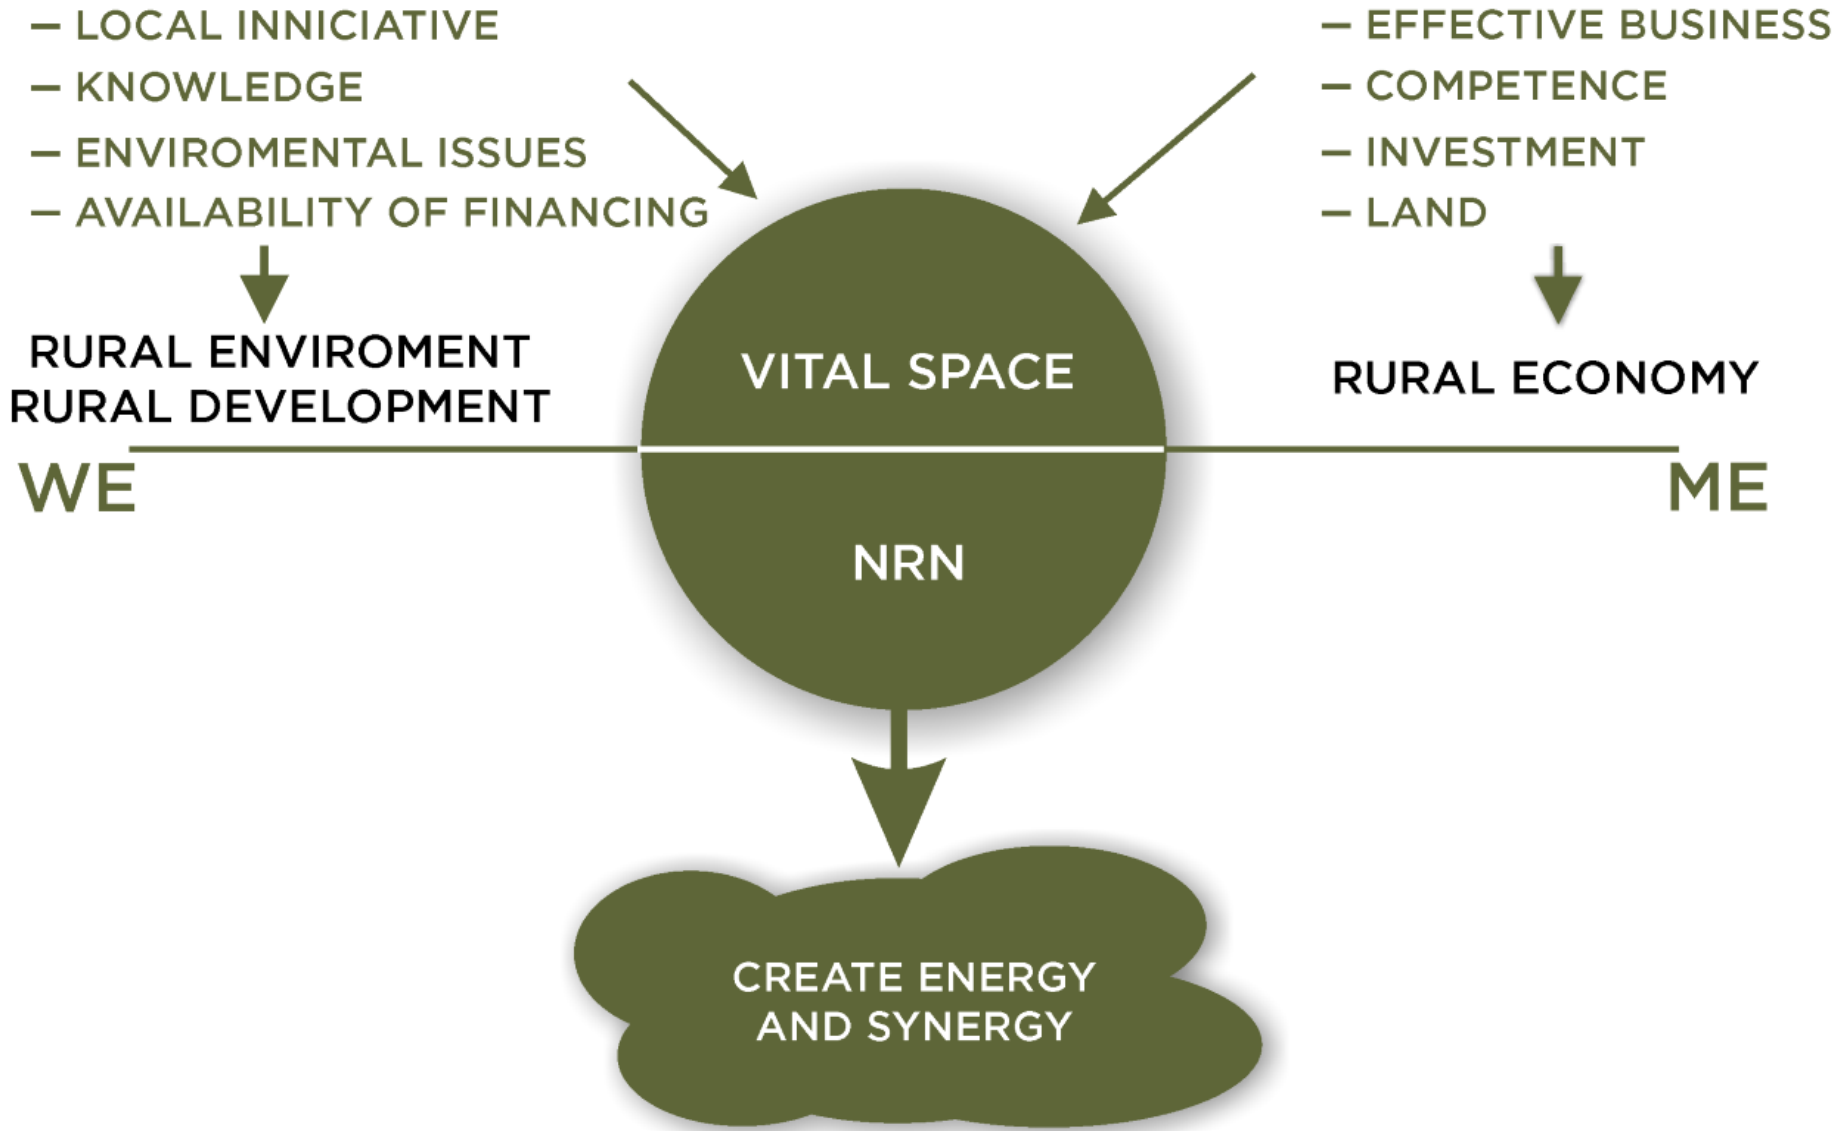 – LOCAL INNICIATIVE
– KNOWLEDGE
– ENVIROMENTAL ISSUES
– AVAILABILITY OF FINANCING
RURAL ENVIROMENT
RURAL DEVELOPMENT
WE
– EFFECTIVE BUSINESS
– COMPETENCE
– INVESTMENT
– LAND
RURAL ECONOMY
ME
VITAL SPACE
NRN
CREATE ENERGY
AND SYNERGY